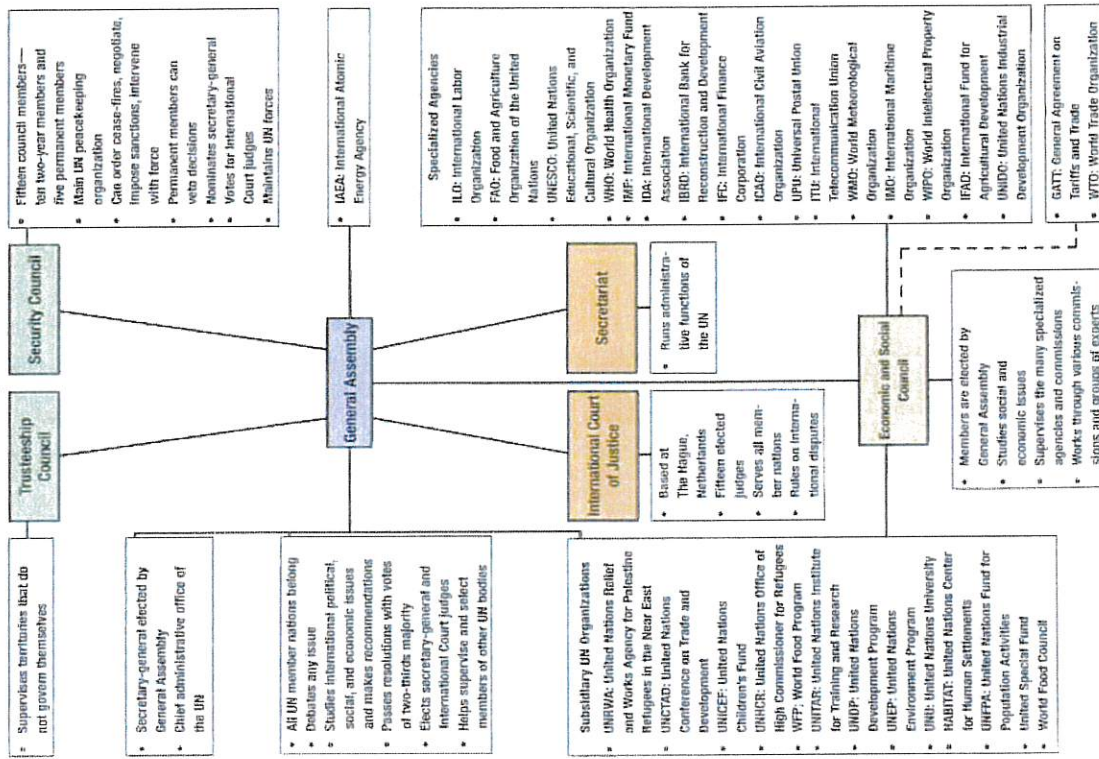 Trusteeship
Council
Security Council
= Supervises territories that do
not govern themselves
• Fifteen council members—
ten two-year members and
five permanent members
• Main UN peacekeeping
organization
• Can order cease-fires, negotiate,
impose sanctions, intervene
with force
• Permanent members can
veto decisions
• Nominates secretary-general
• Votes for International
Court judges
• Maintains UN forces
• Secretary-general elected by
General Assembly
• Chief administrative office of
the UN
General Assembly
• IAEA: International Atomic
Energy Agency
• All UN member nations belong
• Debates any issue
• Studies international political,
social, and economic issues
and makes recommendations
• Passes resolutions with votes
of two-thirds majority
• Elects secretary-general and
International Court judges
• Helps supervise and select
members of other UN bodies
International Court
of Justice
• Based at
The Hague,
Netherlands
• Fifteen elected
judges
• Serves all mem-
ber nations
• Rules on interna-
tional disputes
Secretariat
• Runs administra-
tive functions of
the UN
Subsidiary UN Organizations
• UNRWA: United Nations Relief
and Works Agency for Palestine
Refugees in the Near East
• UNCTAD: United Nations
Conference on Trade and
Development
• UNICEF: United Nations
Children's Fund
• UNHCR: United Nations Office of
High Commissioner for Refugees
• WFP: World Food Program
• UNITAR: United Nations Institute
for Training and Research
• UNDP: United Nations
Development Program
• UNEP: United Nations
Environment Program
• UNU: United Nations University
• HABITAT: United Nations Center
for Human Settlements
• UNFPA: United Nations Fund for
Population Activities
• United Special Fund
• World Food Council
Specialized Agencies
• ILO: International Labor
Organization
• FAO: Food and Agriculture
Organization of the United
Nations
• UNESCO: United Nations
Educational, Scientific, and
Cultural Organization
• WHO: World Health Organization
• IMF: International Monetary Fund
• IDA: International Development
Association
• IBRD: International Bank for
Reconstruction and Development
• IFC: International Finance
Corporation
• ICAO: International Civil Aviation
Organization
• UPU: Universal Postal Union
• ITU: International
Telecommunication Union
• WMO: World Meteorological
Organization
• IMO: International Maritime
Organization
• WIPO: World Intellectual Property
Organization
• IFAD: International Fund for
Agricultural Development
• UNIDO: United Nations Industrial
Development Organization
Economic and Social
Council
• Members are elected by
General Assembly
• Studies social and
economic issues
• Supervises the many specialized
agencies and commissions
• Works through various commis-
sions and groups of experts
• GATT: General Agreement on
Tariffs and Trade
• WTO: World Trade Organization